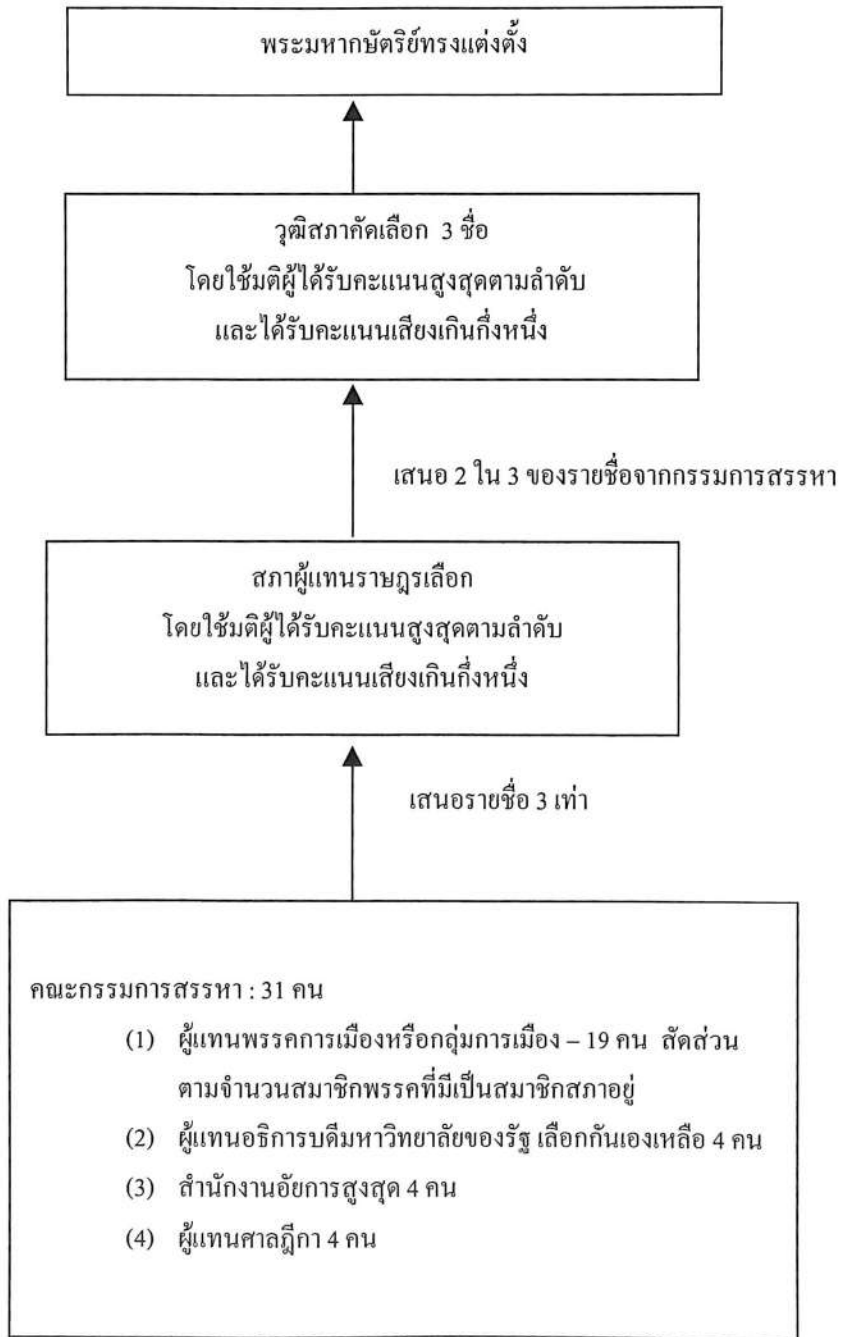 พระมหากษัตริย์ทรงแต่งตั้ง
วุฒิสภาคัดเลือก 3 ชื่อ
โดยใช้มติผู้ได้รับคะแนนสูงสุดตามลำดับ
และได้รับคะแนนเสียงเกินกึ่งหนึ่ง
เสนอ 2 ใน 3 ของรายชื่อจากกรรมการสรรหา
สภาผู้แทนราษฎรเลือก
โดยใช้มติผู้ได้รับคะแนนสูงสุดตามลำดับ
และได้รับคะแนนเสียงเกินกึ่งหนึ่ง
เสนอรายชื่อ 3 เท่า
คณะกรรมการสรรหา : 31 คน
(1) ผู้แทนพรรคการเมืองหรือกลุ่มการเมือง – 19 คน สัดส่วน
ตามจำนวนสมาชิกพรรคที่มีเป็นสมาชิกสภาอยู่
(2) ผู้แทนอธิการบดีมหาวิทยาลัยของรัฐ เลือกกันเองเหลือ 4 คน
(3) สำนักงานอัยการสูงสุด 4 คน
(4) ผู้แทนศาลฎีกา 4 คน